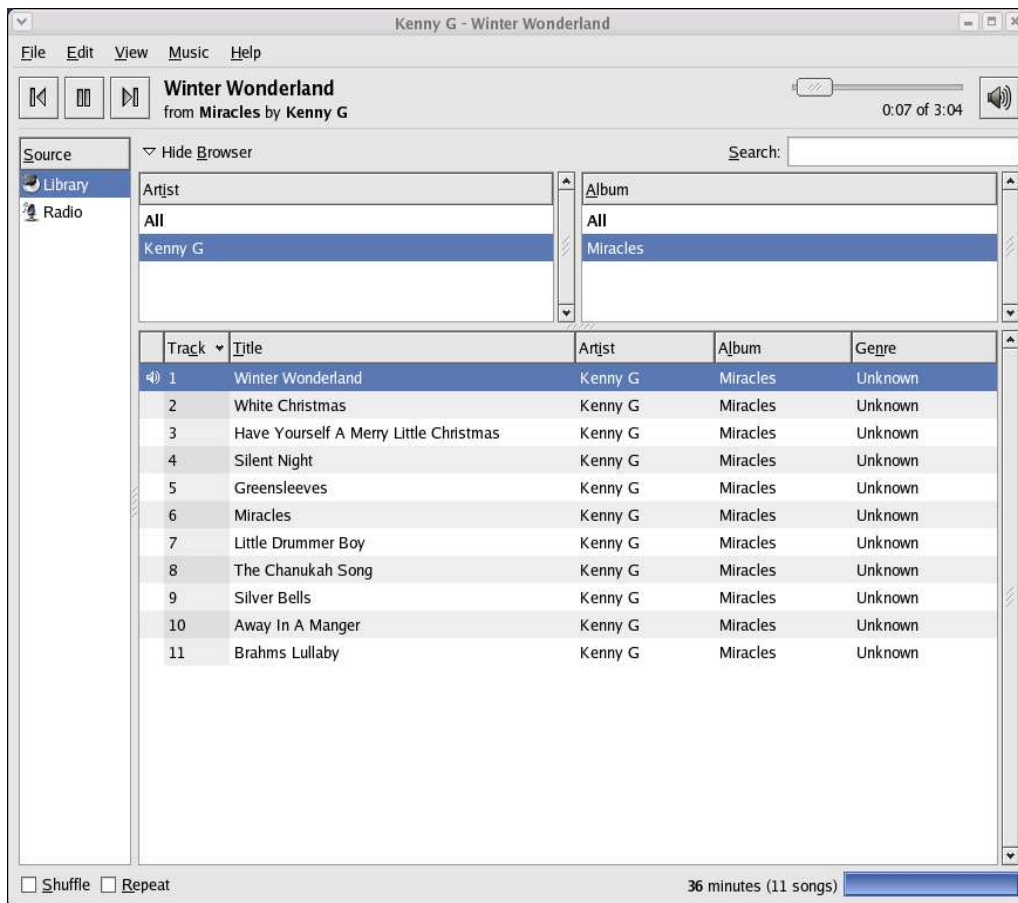 Kenny G - Winter Wonderland
File Edit View Music Help
Winter Wonderland
from Miracles by Kenny G
0:07 of 3:04
Source
Library
Radio
Hide Browser
Search:
Artist
All
Kenny G
Album
All
Miracles
Track Title Artist Album Genre
1 Winter Wonderland Kenny G Miracles Unknown
2 White Christmas Kenny G Miracles Unknown
3 Have Yourself A Merry Little Christmas Kenny G Miracles Unknown
4 Silent Night Kenny G Miracles Unknown
5 Greensleeves Kenny G Miracles Unknown
6 Miracles Kenny G Miracles Unknown
7 Little Drummer Boy Kenny G Miracles Unknown
8 The Chanukah Song Kenny G Miracles Unknown
9 Silver Bells Kenny G Miracles Unknown
10 Away In A Manger Kenny G Miracles Unknown
11 Brahms Lullaby Kenny G Miracles Unknown
Shuffle Repeat
36 minutes (11 songs)